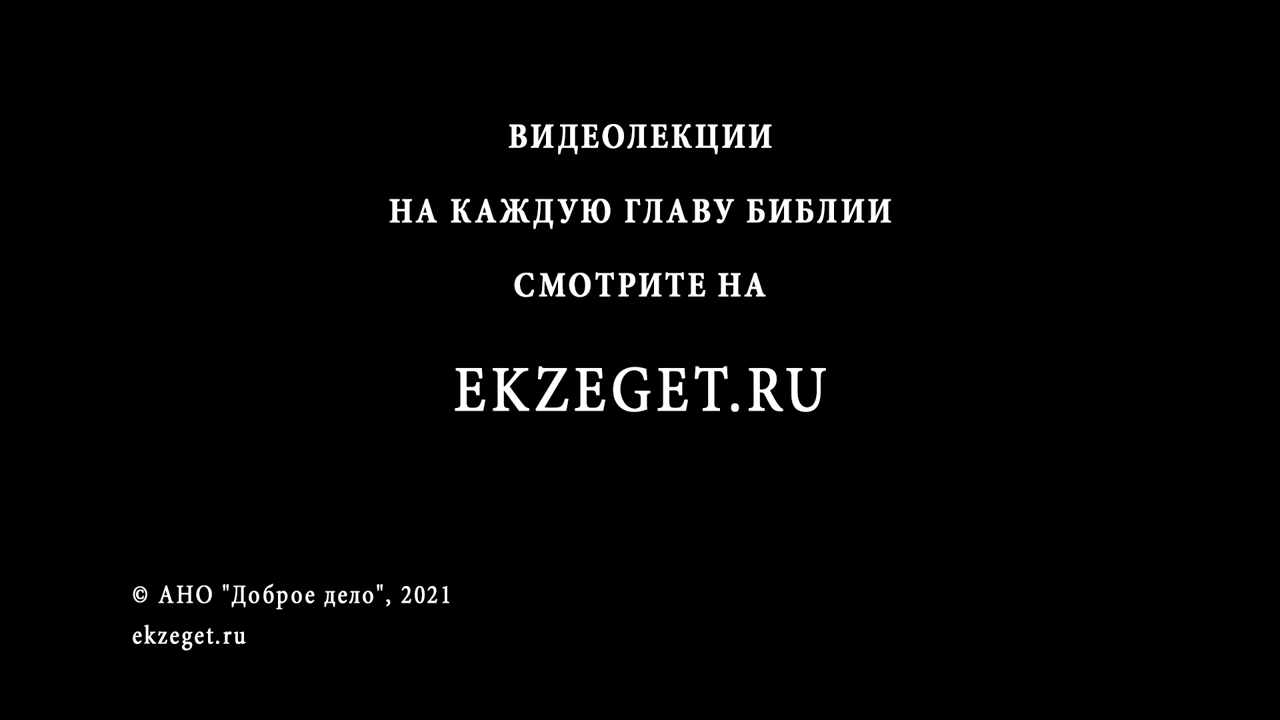 ВИДЕОЛЕКЦИИ
НА КАЖДУЮ ГЛАВУ БИБЛИИ
СМОТРИТЕ НА
EKZEGET.RU
© АНО "Доброе дело", 2021
ekzeget.ru